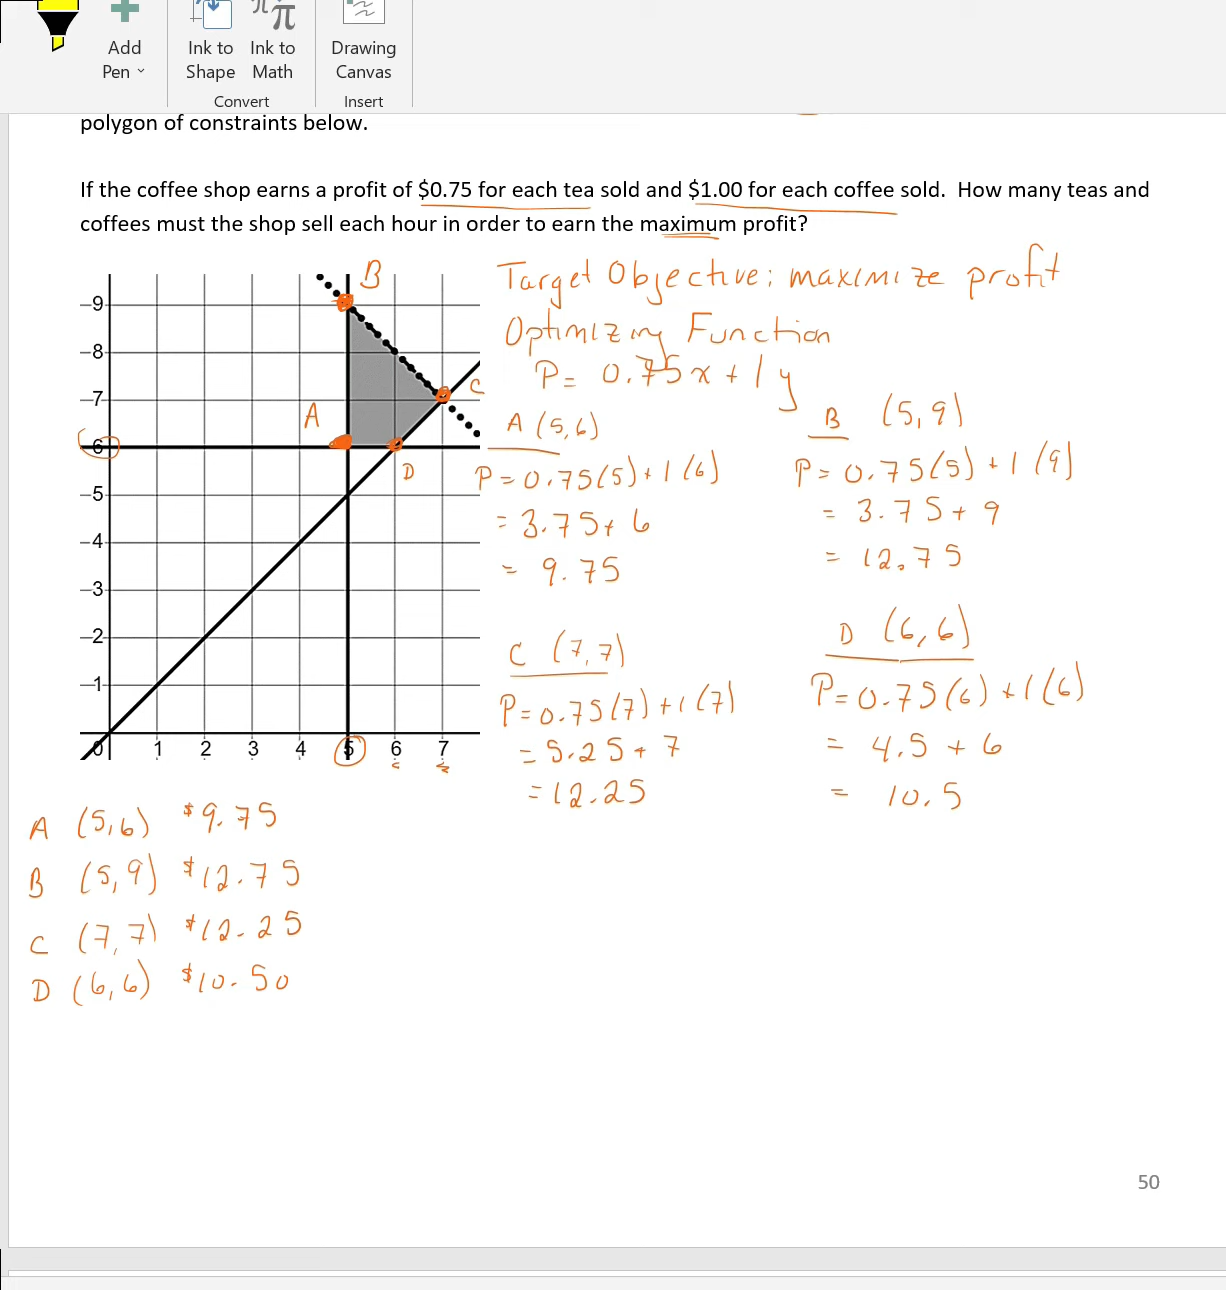 Add
Pen
Ink to
Shape
Ink to
Math
Drawing
Canvas
Convert
Insert
polygon of constraints below.
If the coffee shop earns a profit of $0.75 for each tea sold and $1.00 for each coffee sold. How many teas and
coffees must the shop sell each hour in order to earn the maximum profit?
Target Objective: maximize profit
Optimizing Function
P = 0.75x + 1y
B
9
8
7
6
5
4
3
2
1
0
1 2 3 4 5 6 7
A
C
D
A (5,6)
P = 0.75(5) + 1(6)
= 3.75 + 6
= 9.75
B (5,9)
P = 0.75(5) + 1(9)
= 3.75 + 9
= 12.75
C (7,7)
P = 0.75(7) + 1(7)
= 5.25 + 7
= 12.25
D (6,6)
P = 0.75(6) + 1(6)
= 4.5 + 6
= 10.5
A (5,6) $9.75
B (5,9) $12.75
C (7,7) $12.25
D (6,6) $10.50
50